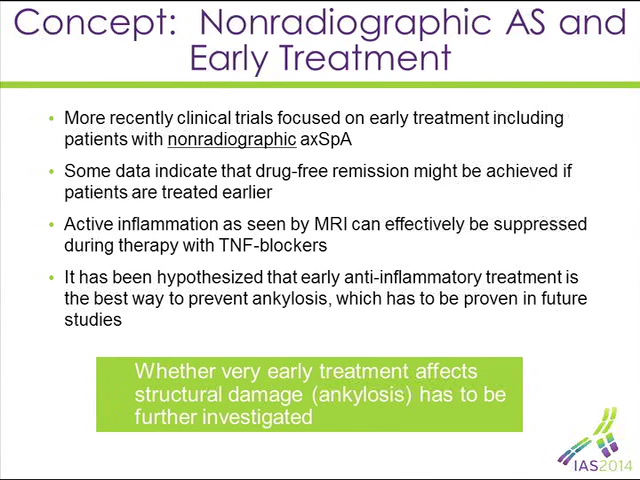 Concept:  Nonradiographic AS and
Early Treatment
• More recently clinical trials focused on early treatment including
patients with nonradiographic axSpA
• Some data indicate that drug-free remission might be achieved if
patients are treated earlier
• Active inflammation as seen by MRI can effectively be suppressed
during therapy with TNF-blockers
• It has been hypothesized that early anti-inflammatory treatment is
the best way to prevent ankylosis, which has to be proven in future
studies
Whether very early treatment affects
structural damage (ankylosis) has to be
further investigated
IAS2014